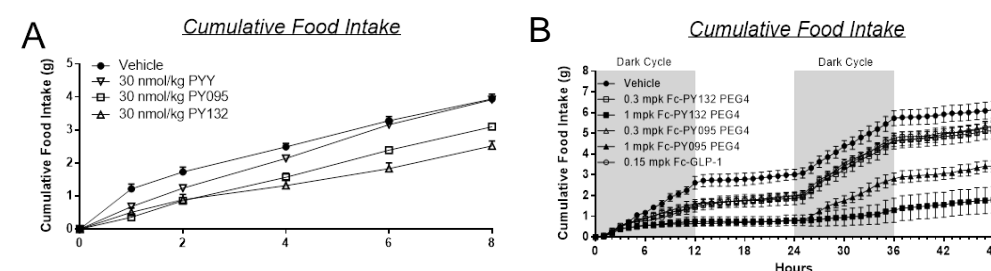 A
Cumulative Food Intake
Cumulative Food Intake (g)
5
4
3
2
1
0
Vehicle
30 nmol/kg PYY
30 nmol/kg PY095
30 nmol/kg PY132
0 2 4 6 8
B
Cumulative Food Intake
Dark Cycle Dark Cycle
Cumulative Food Intake (g)
8
7
6
5
4
3
2
1
0
Vehicle
0.3 mpk Fc-PY132 PEG4
1 mpk Fc-PY132 PEG4
0.3 mpk Fc-PY095 PEG4
1 mpk Fc-PY095 PEG4
0.15 mpk Fc-GLP-1
0 6 12 18 24 30 36 42
Hours